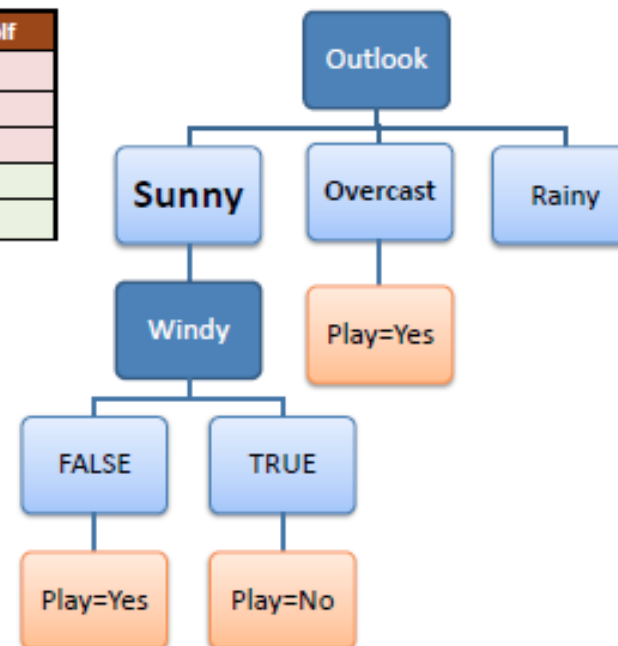 Outlook
Sunny
Overcast
Rainy
Windy
Play=Yes
FALSE
TRUE
Play=Yes
Play=No